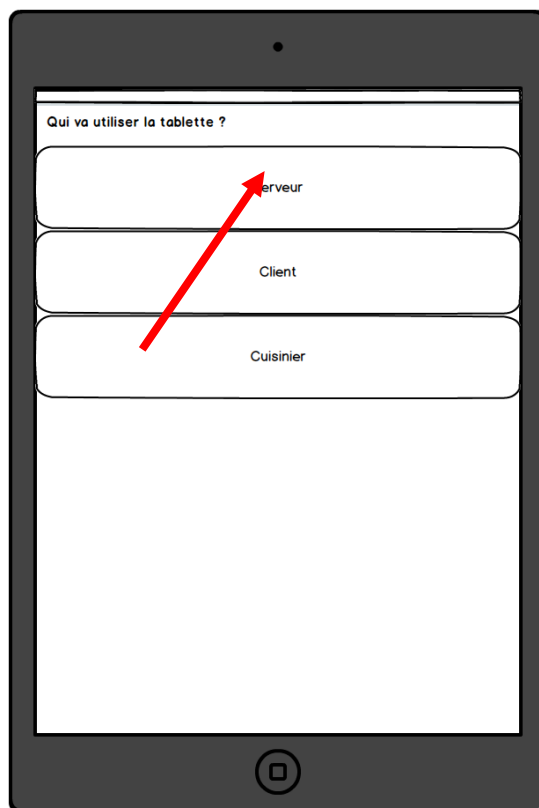 Qui va utiliser la tablette ?
erveur
Client
Cuisinier